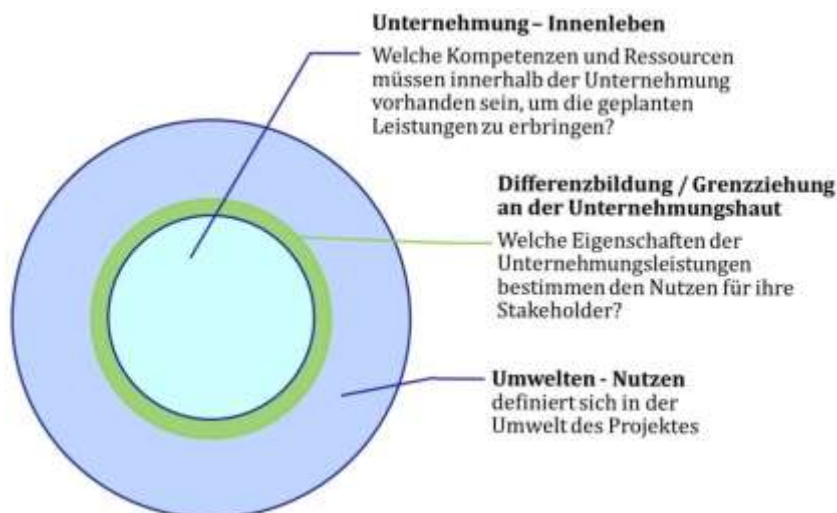 Unternehmung – Innenleben
Welche Kompetenzen und Ressourcen
müssen innerhalb der Unternehmung
vorhanden sein, um die geplanten
Leistungen zu erbringen?
Differenzbildung / Grenzziehung
an der Unternehmungshaut
Welche Eigenschaften der
Unternehmungsleistungen
bestimmen den Nutzen für ihre
Stakeholder?
Umwelten - Nutzen
definiert sich in der
Umwelt des Projektes